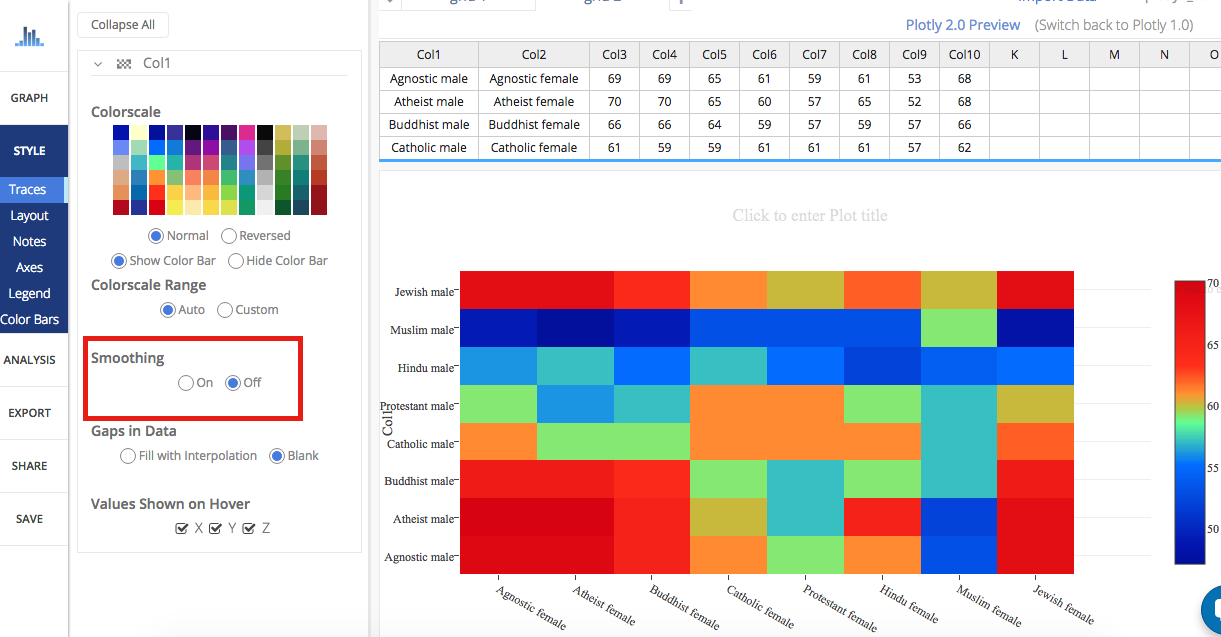 Collapse All
Col1
GRAPH
STYLE
Traces
Layout
Notes
Axes
Legend
Color Bars
ANALYSIS
EXPORT
SHARE
SAVE
Colorscale
Normal Reversed
Show Color Bar Hide Color Bar
Colorscale Range
Auto Custom
Smoothing
On Off
Gaps in Data
Fill with Interpolation Blank
Values Shown on Hover
X Y Z
Plotly 2.0 Preview (Switch back to Plotly 1.0)
Col1 Col2 Col3 Col4 Col5 Col6 Col7 Col8 Col9 Col10 K L M N O
Agnostic male Agnostic female 69 69 65 61 59 61 53 68
Atheist male Atheist female 70 70 65 60 57 65 52 68
Buddhist male Buddhist female 66 66 64 59 57 59 57 66
Catholic male Catholic female 61 59 59 61 61 61 57 62
Click to enter Plot title
Jewish male
Muslim male
Hindu male
Protestant male
Catholic male
Buddhist male
Atheist male
Agnostic male
Col1
Agnostic female
Atheist female
Buddhist female
Catholic female
Protestant female
Hindu female
Muslim female
Jewish female
70
65
60
55
50